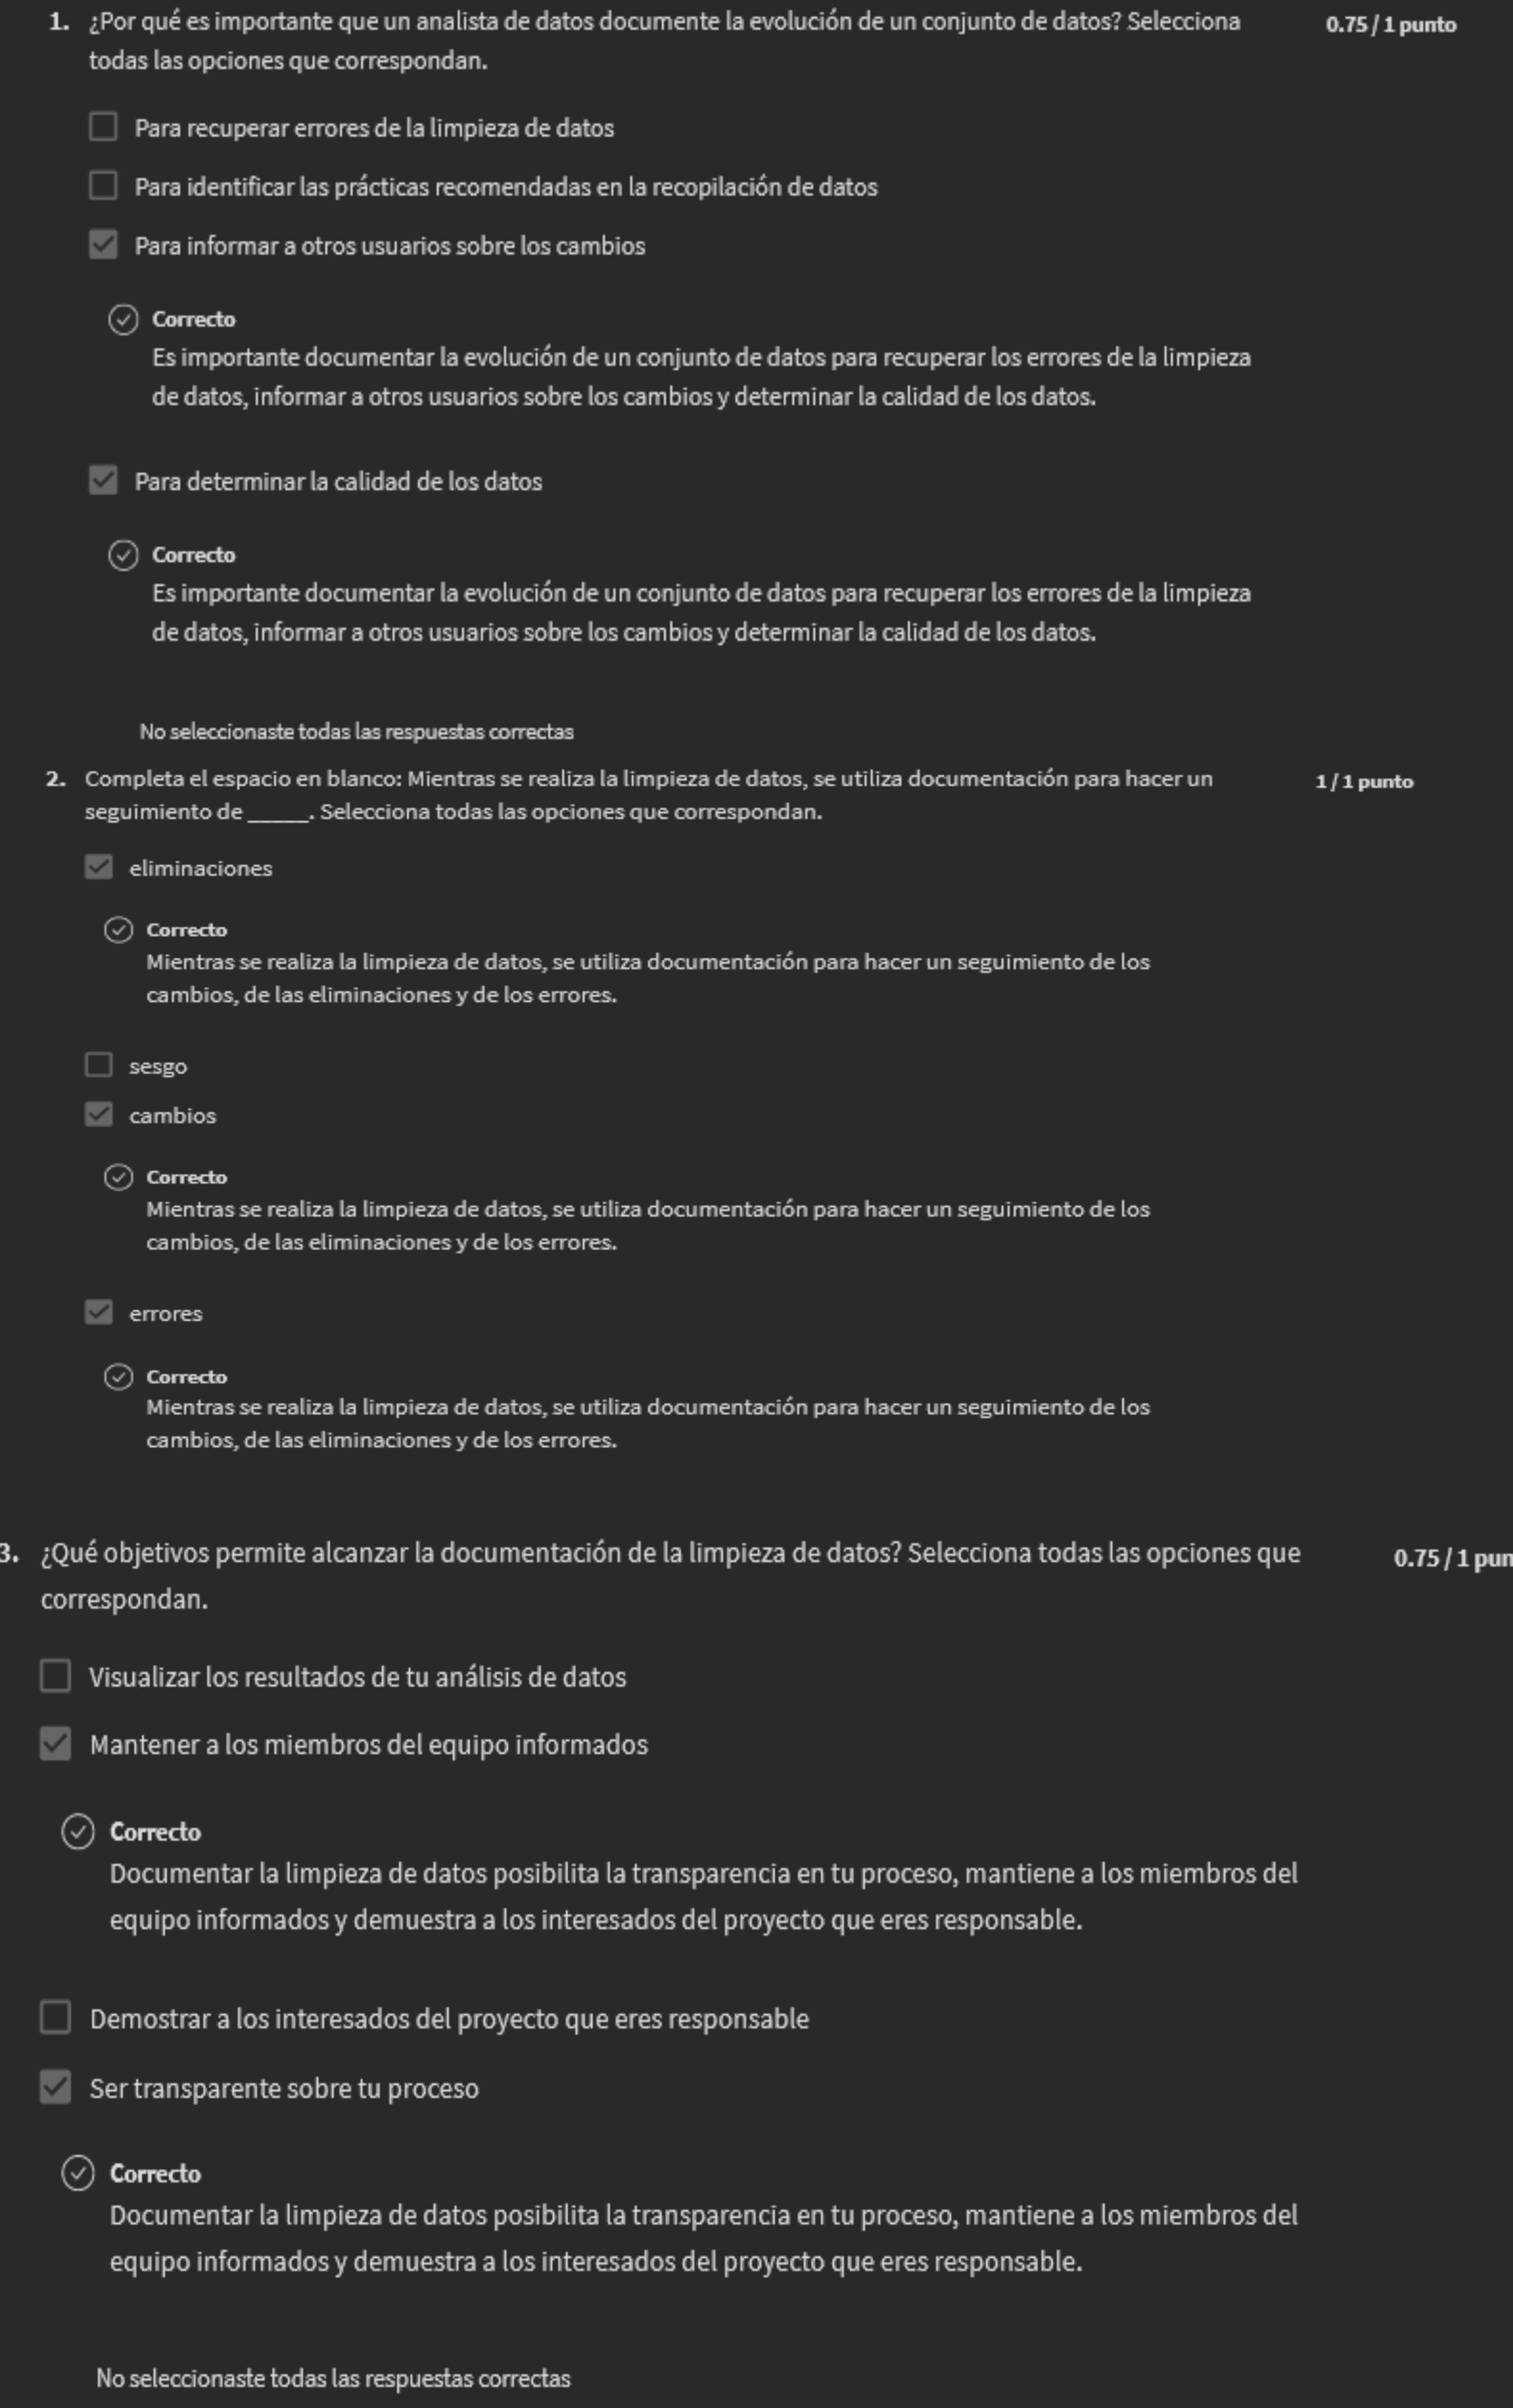 1. ¿Por qué es importante que un analista de datos documente la evolución de un conjunto de datos? Selecciona 0.75 / 1 punto
todas las opciones que correspondan.
Para recuperar errores de la limpieza de datos
Para identificar las prácticas recomendadas en la recopilación de datos
Para informar a otros usuarios sobre los cambios
Correcto
Es importante documentar la evolución de un conjunto de datos para recuperar los errores de la limpieza
de datos, informar a otros usuarios sobre los cambios y determinar la calidad de los datos.
Para determinar la calidad de los datos
Correcto
Es importante documentar la evolución de un conjunto de datos para recuperar los errores de la limpieza
de datos, informar a otros usuarios sobre los cambios y determinar la calidad de los datos.
No seleccionaste todas las respuestas correctas
2. Completa el espacio en blanco: Mientras se realiza la limpieza de datos, se utiliza documentación para hacer un 1 / 1 punto
seguimiento de _____. Selecciona todas las opciones que correspondan.
eliminaciones
Correcto
Mientras se realiza la limpieza de datos, se utiliza documentación para hacer un seguimiento de los
cambios, de las eliminaciones y de los errores.
sesgo
cambios
Correcto
Mientras se realiza la limpieza de datos, se utiliza documentación para hacer un seguimiento de los
cambios, de las eliminaciones y de los errores.
errores
Correcto
Mientras se realiza la limpieza de datos, se utiliza documentación para hacer un seguimiento de los
cambios, de las eliminaciones y de los errores.
3. ¿Qué objetivos permite alcanzar la documentación de la limpieza de datos? Selecciona todas las opciones que 0.75 / 1 pun
correspondan.
Visualizar los resultados de tu análisis de datos
Mantener a los miembros del equipo informados
Correcto
Documentar la limpieza de datos posibilita la transparencia en tu proceso, mantiene a los miembros del
equipo informados y demuestra a los interesados del proyecto que eres responsable.
Demostrar a los interesados del proyecto que eres responsable
Ser transparente sobre tu proceso
Correcto
Documentar la limpieza de datos posibilita la transparencia en tu proceso, mantiene a los miembros del
equipo informados y demuestra a los interesados del proyecto que eres responsable.
No seleccionaste todas las respuestas correctas